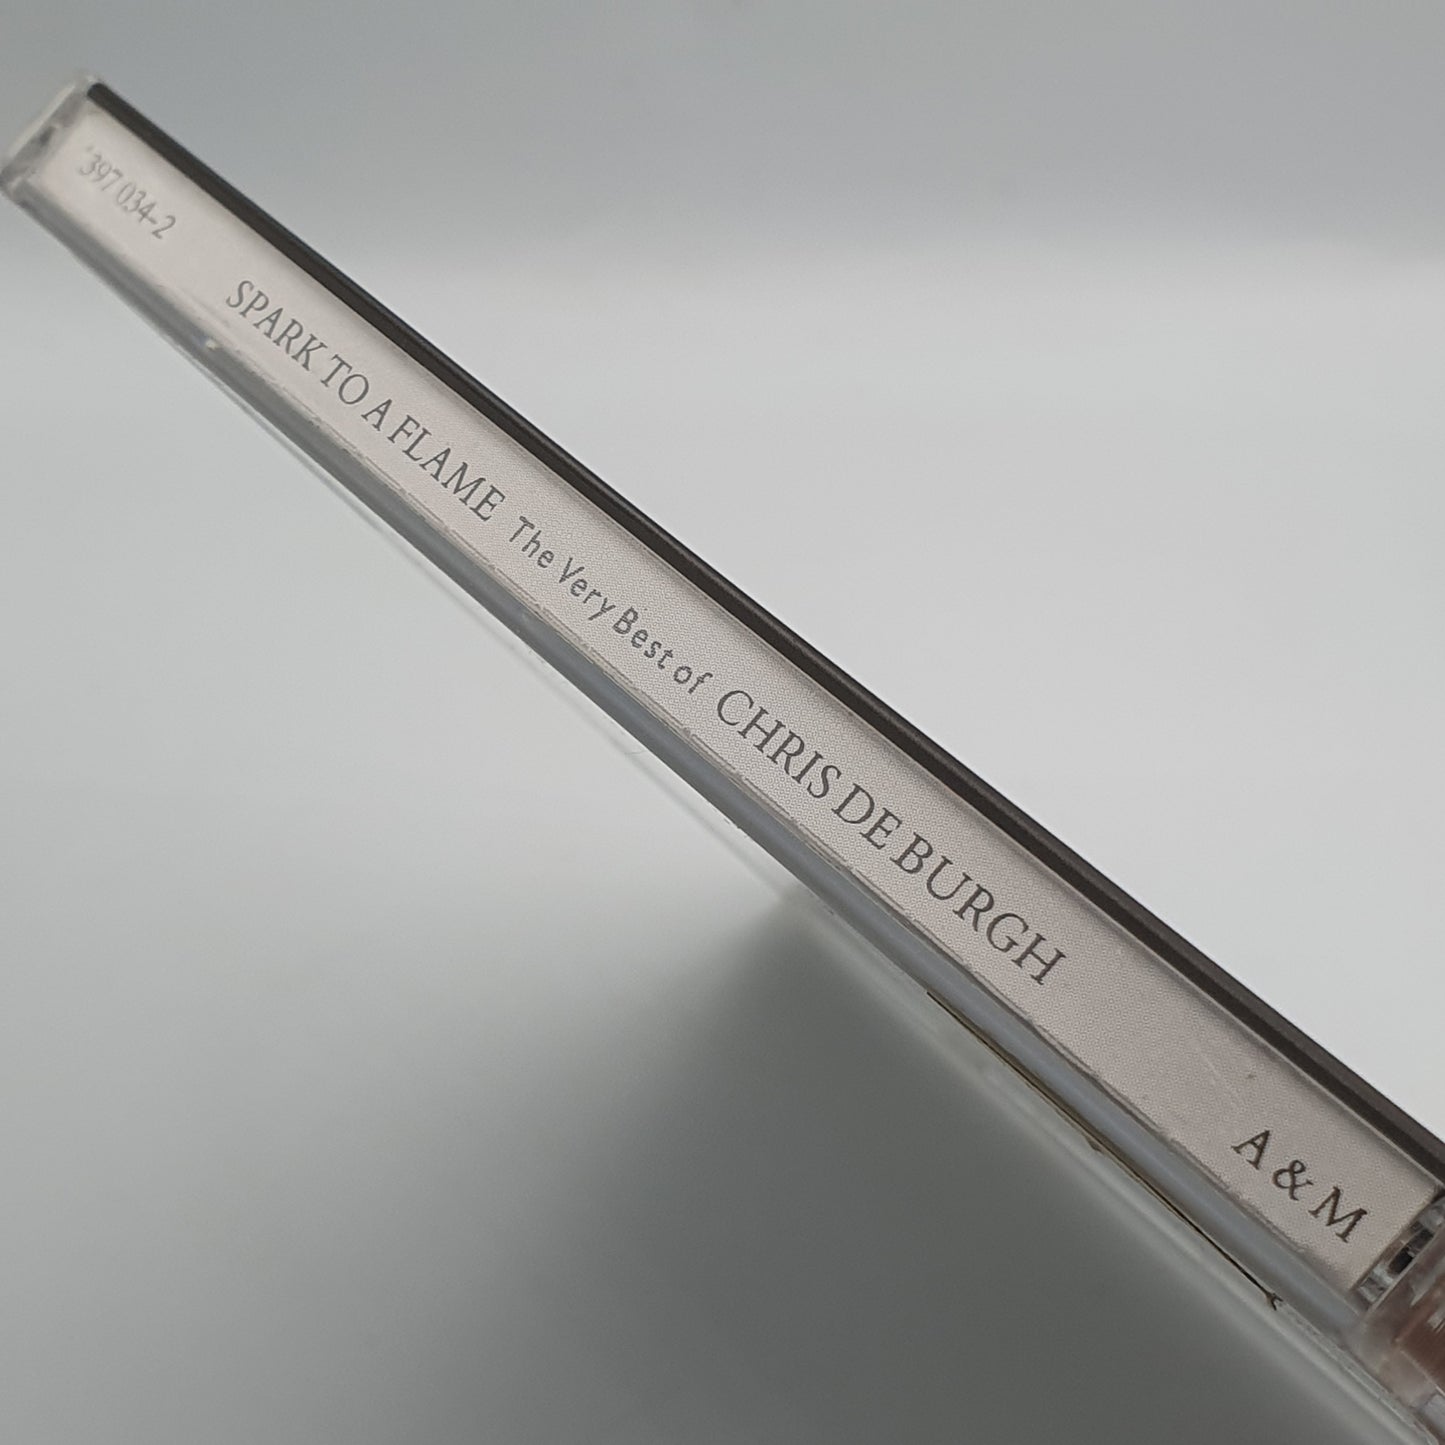 397 034-2 SPARK TO A FLAME The Very Best of CHRIS DE BURGH A & M